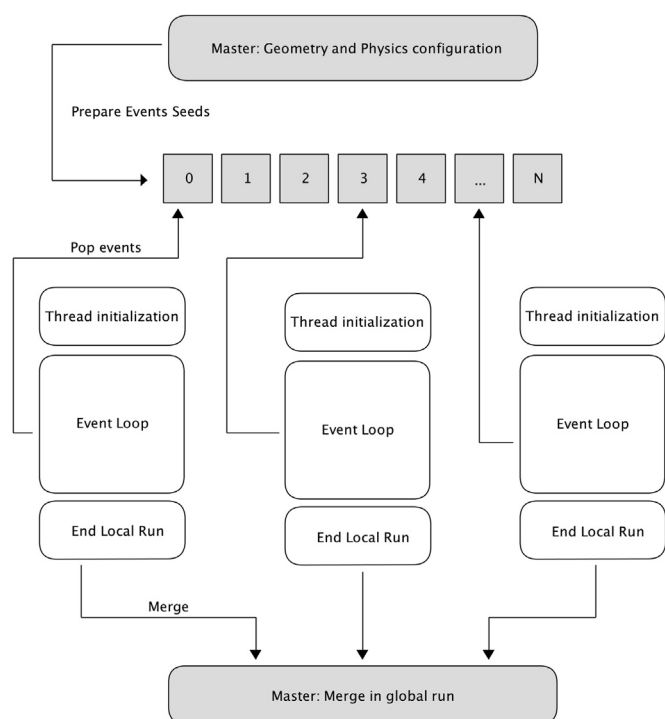 Master: Geometry and Physics configuration
Prepare Events Seeds
0 1 2 3 4 ... N
Pop events
Thread initialization
Thread initialization
Thread initialization
Event Loop
Event Loop
Event Loop
End Local Run
End Local Run
End Local Run
Merge
Master: Merge in global run